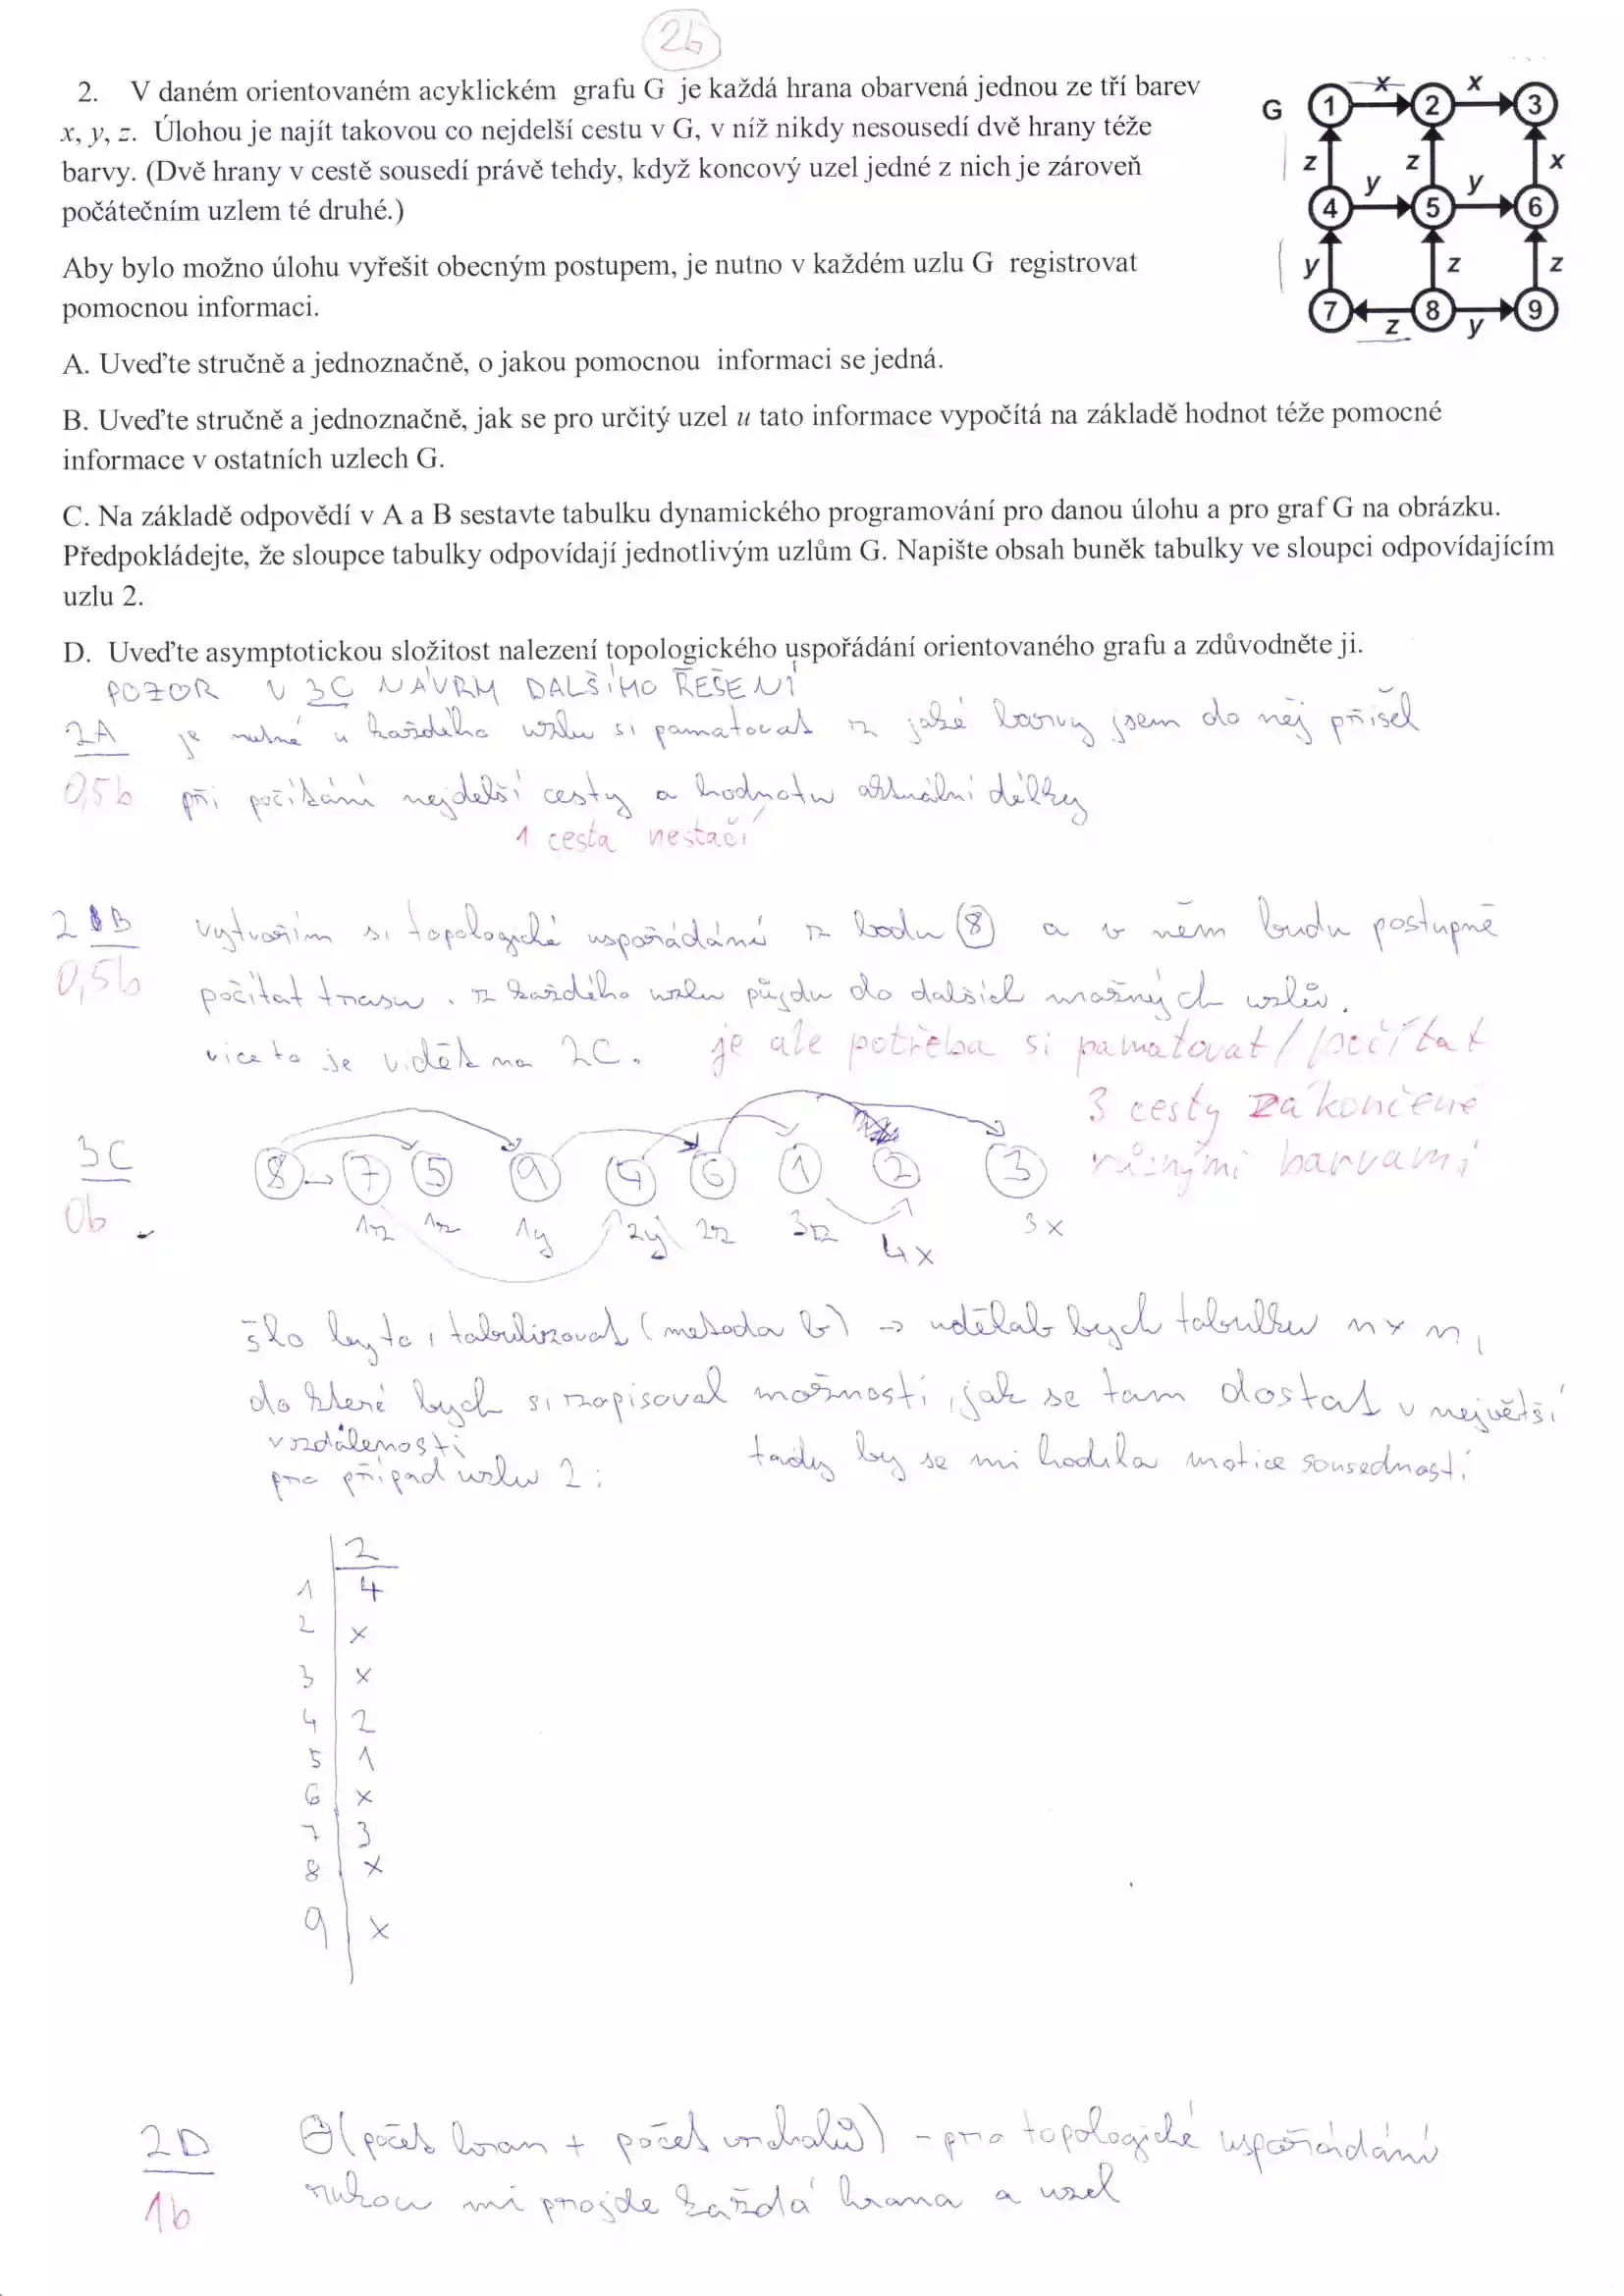 2b
2. V daném orientovaném acyklickém grafu G je každá hrana obarvená jednou ze tří barev
x, y, z. Úlohou je najít takovou co nejdelší cestu v G, v níž nikdy nesousedí dvě hrany téže
barvy. (Dvě hrany v cestě sousedí právě tehdy, když koncový uzel jedné z nich je zároveň
počátečním uzlem té druhé.)
G 1 x 2 x 3
z z x
4 y 5 y 6
y z z
7 z 8 y 9
Aby bylo možno úlohu vyřešit obecným postupem, je nutno v každém uzlu G registrovat
pomocnou informaci.
A. Uveďte stručně a jednoznačně, o jakou pomocnou informaci se jedná.
B. Uveďte stručně a jednoznačně, jak se pro určitý uzel u tato informace vypočítá na základě hodnot téže pomocné
informace v ostatních uzlech G.
C. Na základě odpovědí v A a B sestavte tabulku dynamického programování pro danou úlohu a pro graf G na obrázku.
Předpokládejte, že sloupce tabulky odpovídají jednotlivým uzlům G. Napište obsah buněk tabulky ve sloupci odpovídajícím
uzlu 2.
D. Uveďte asymptotickou složitost nalezení topologického uspořádání orientovaného grafu a zdůvodněte ji.
POZOR V 3C NÁVRH DALŠÍHO ŘEŠENÍ
2A je nutné u každého uzlu si pamatovat z jaké barvy jsem do něj přišel
0,5b při počítání nejdelší cesty a hodnotu aktuální délky
1 cesta nestačí
2B vytvořím si topologické uspořádání z bodu 8 a v něm budu postupně
0,5b počítat trasu. z každého uzlu půjdu do dalších možných uzlů.
více to je vidět na 2C. je ale potřeba si pamatovat/počítat
3 cesty zakončené
různými barvami
3C 8 7 5 9 4 6 1 2 3
0b 1z 1z 1y 2y 2z 3z 4x 3x
šlo by to i tabulizovat (metoda b) → udělal bych tabulku n x n,
do které bych si zapisoval možnosti, jak se tam dostat v největší
vzdálenosti
tady by se mi hodila matice sousednosti
pro případ uzlu 2:
2
1 4
2 x
3 x
4 2
5 1
6 x
7 3
8 x
9 x
2D Θ(počet hran + počet vrcholů) - pro topologické uspořádání
1b rukou mi projde každá hrana a uzel